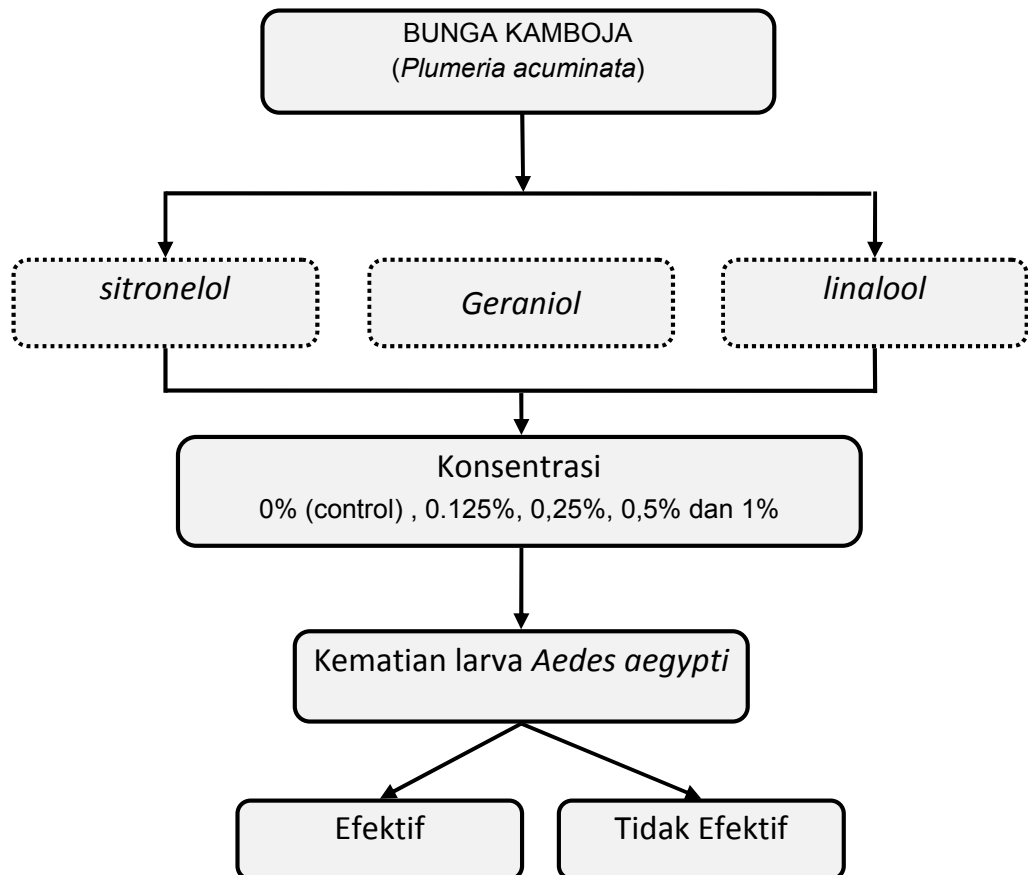 BUNGA KAMBOJA
(Plumeria acuminata)
sitronelol
Geraniol
linalool
Konsentrasi
0% (control) , 0.125%, 0,25%, 0,5% dan 1%
Kematian larva Aedes aegypti
Efektif
Tidak Efektif